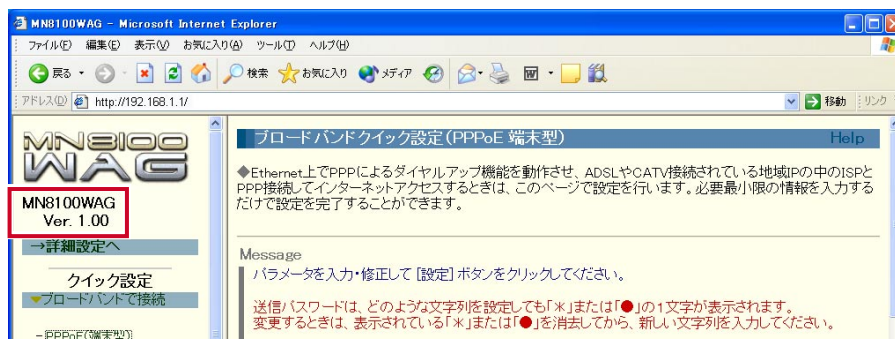 MN8100WAG - Microsoft Internet Explorer
ファイル(F) 編集(E) 表示(V) お気に入り(A) ツール(T) ヘルプ(H)
戻る 検索 お気に入り メディア
アドレス(D) http://192.168.1.1/ 移動 リンク
MN8100
WAG
MN8100WAG
Ver. 1.00
→詳細設定へ
クイック設定
▼ブロードバンドで接続
-PPPoE(端末型)
ブロードバンドクイック設定(PPPoE 端末型) Help
◆Ethernet上でPPPによるダイヤルアップ機能を動作させ、ADSLやCATV接続されている地域IPの中のISPと
PPP接続してインターネットアクセスするときは、このページで設定を行います。必要最小限の情報を入力する
だけで設定を完了することができます。
Message
パラメータを入力・修正して [設定] ボタンをクリックしてください。
送信パスワードは、どのような文字列を設定しても「＊」または「●」の1文字が表示されます。
変更するときは、表示されている「＊」または「●」を消去してから、新しい文字列を入力してください。